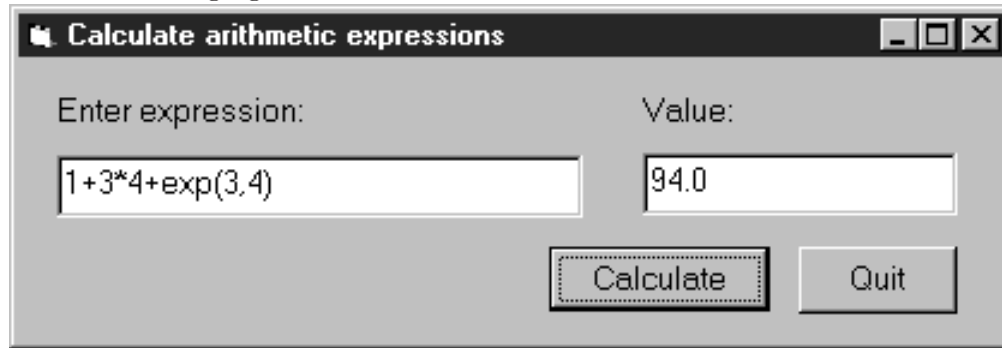 Calculate arithmetic expressions
Enter expression: Value:
1+3*4+exp(3,4) 94.0
Calculate Quit